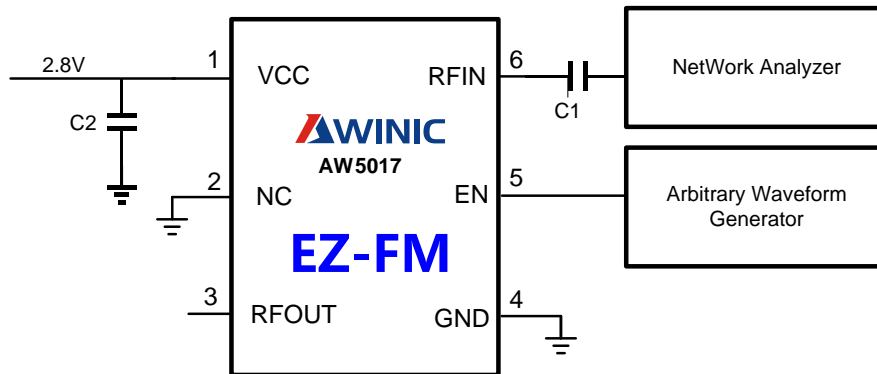 2.8V
1
VCC
C2
2
NC
3
RFOUT
AWINIC
AW5017
EZ-FM
RFIN
6
C1
NetWork Analyzer
EN
5
Arbitrary Waveform
Generator
GND
4